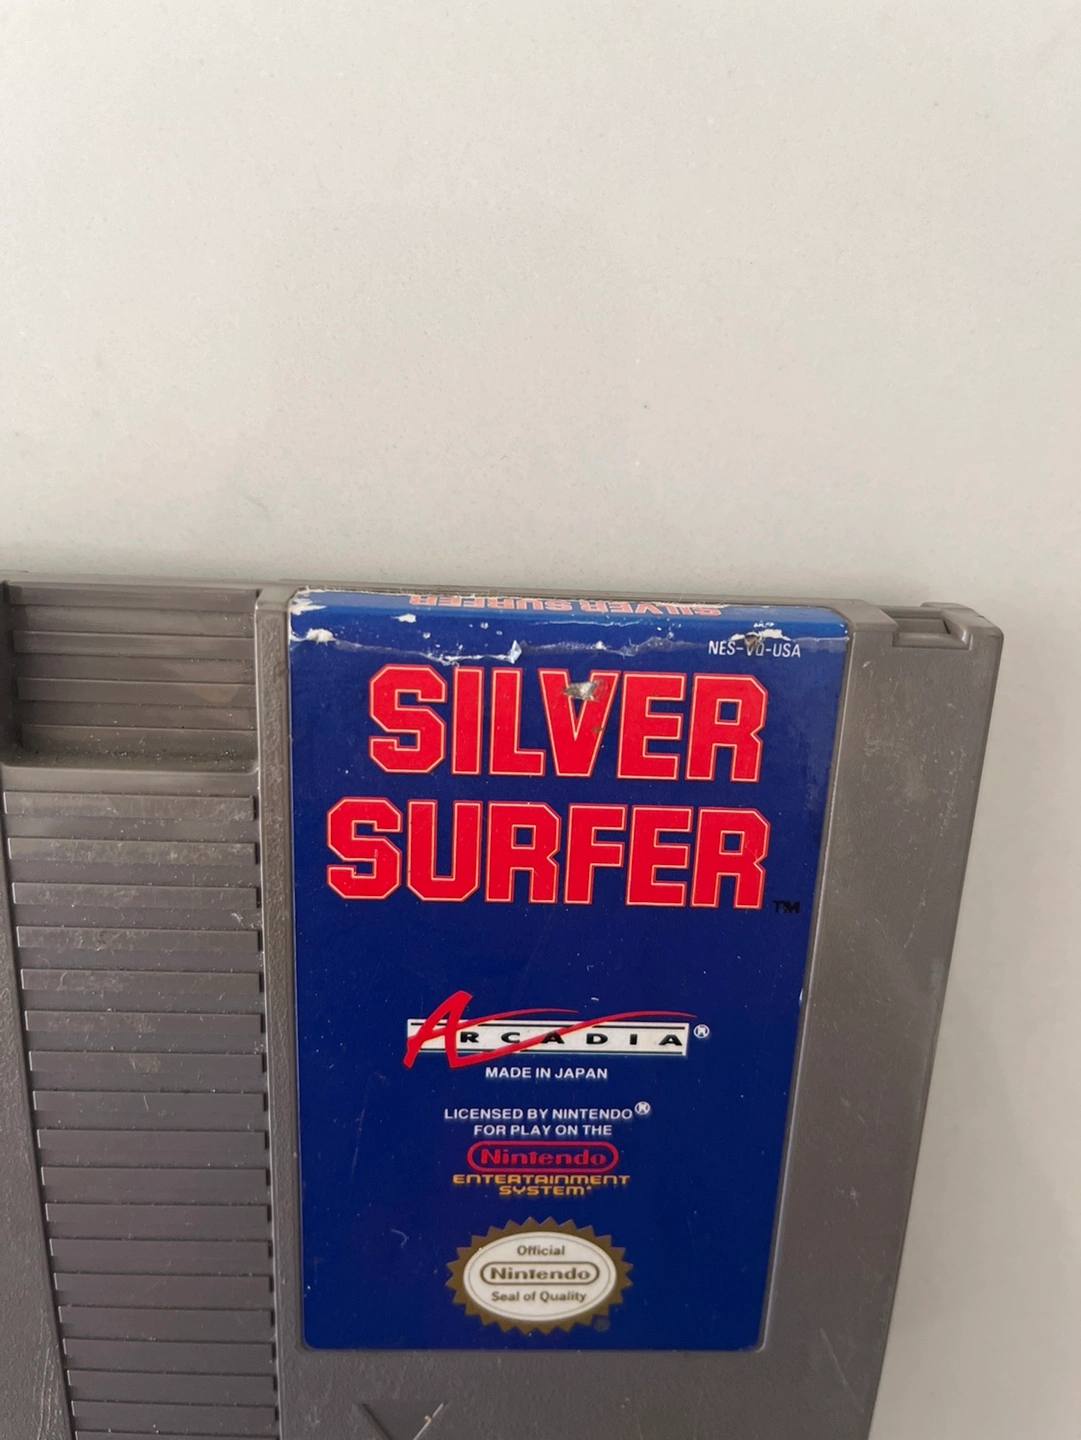 SILVER SURFER
NES-VQ-USA
SILVER
SURFER
TM
ARCADIA®
MADE IN JAPAN
LICENSED BY NINTENDO®
FOR PLAY ON THE
Nintendo
ENTERTAINMENT
SYSTEM®
Official
Nintendo
Seal of Quality